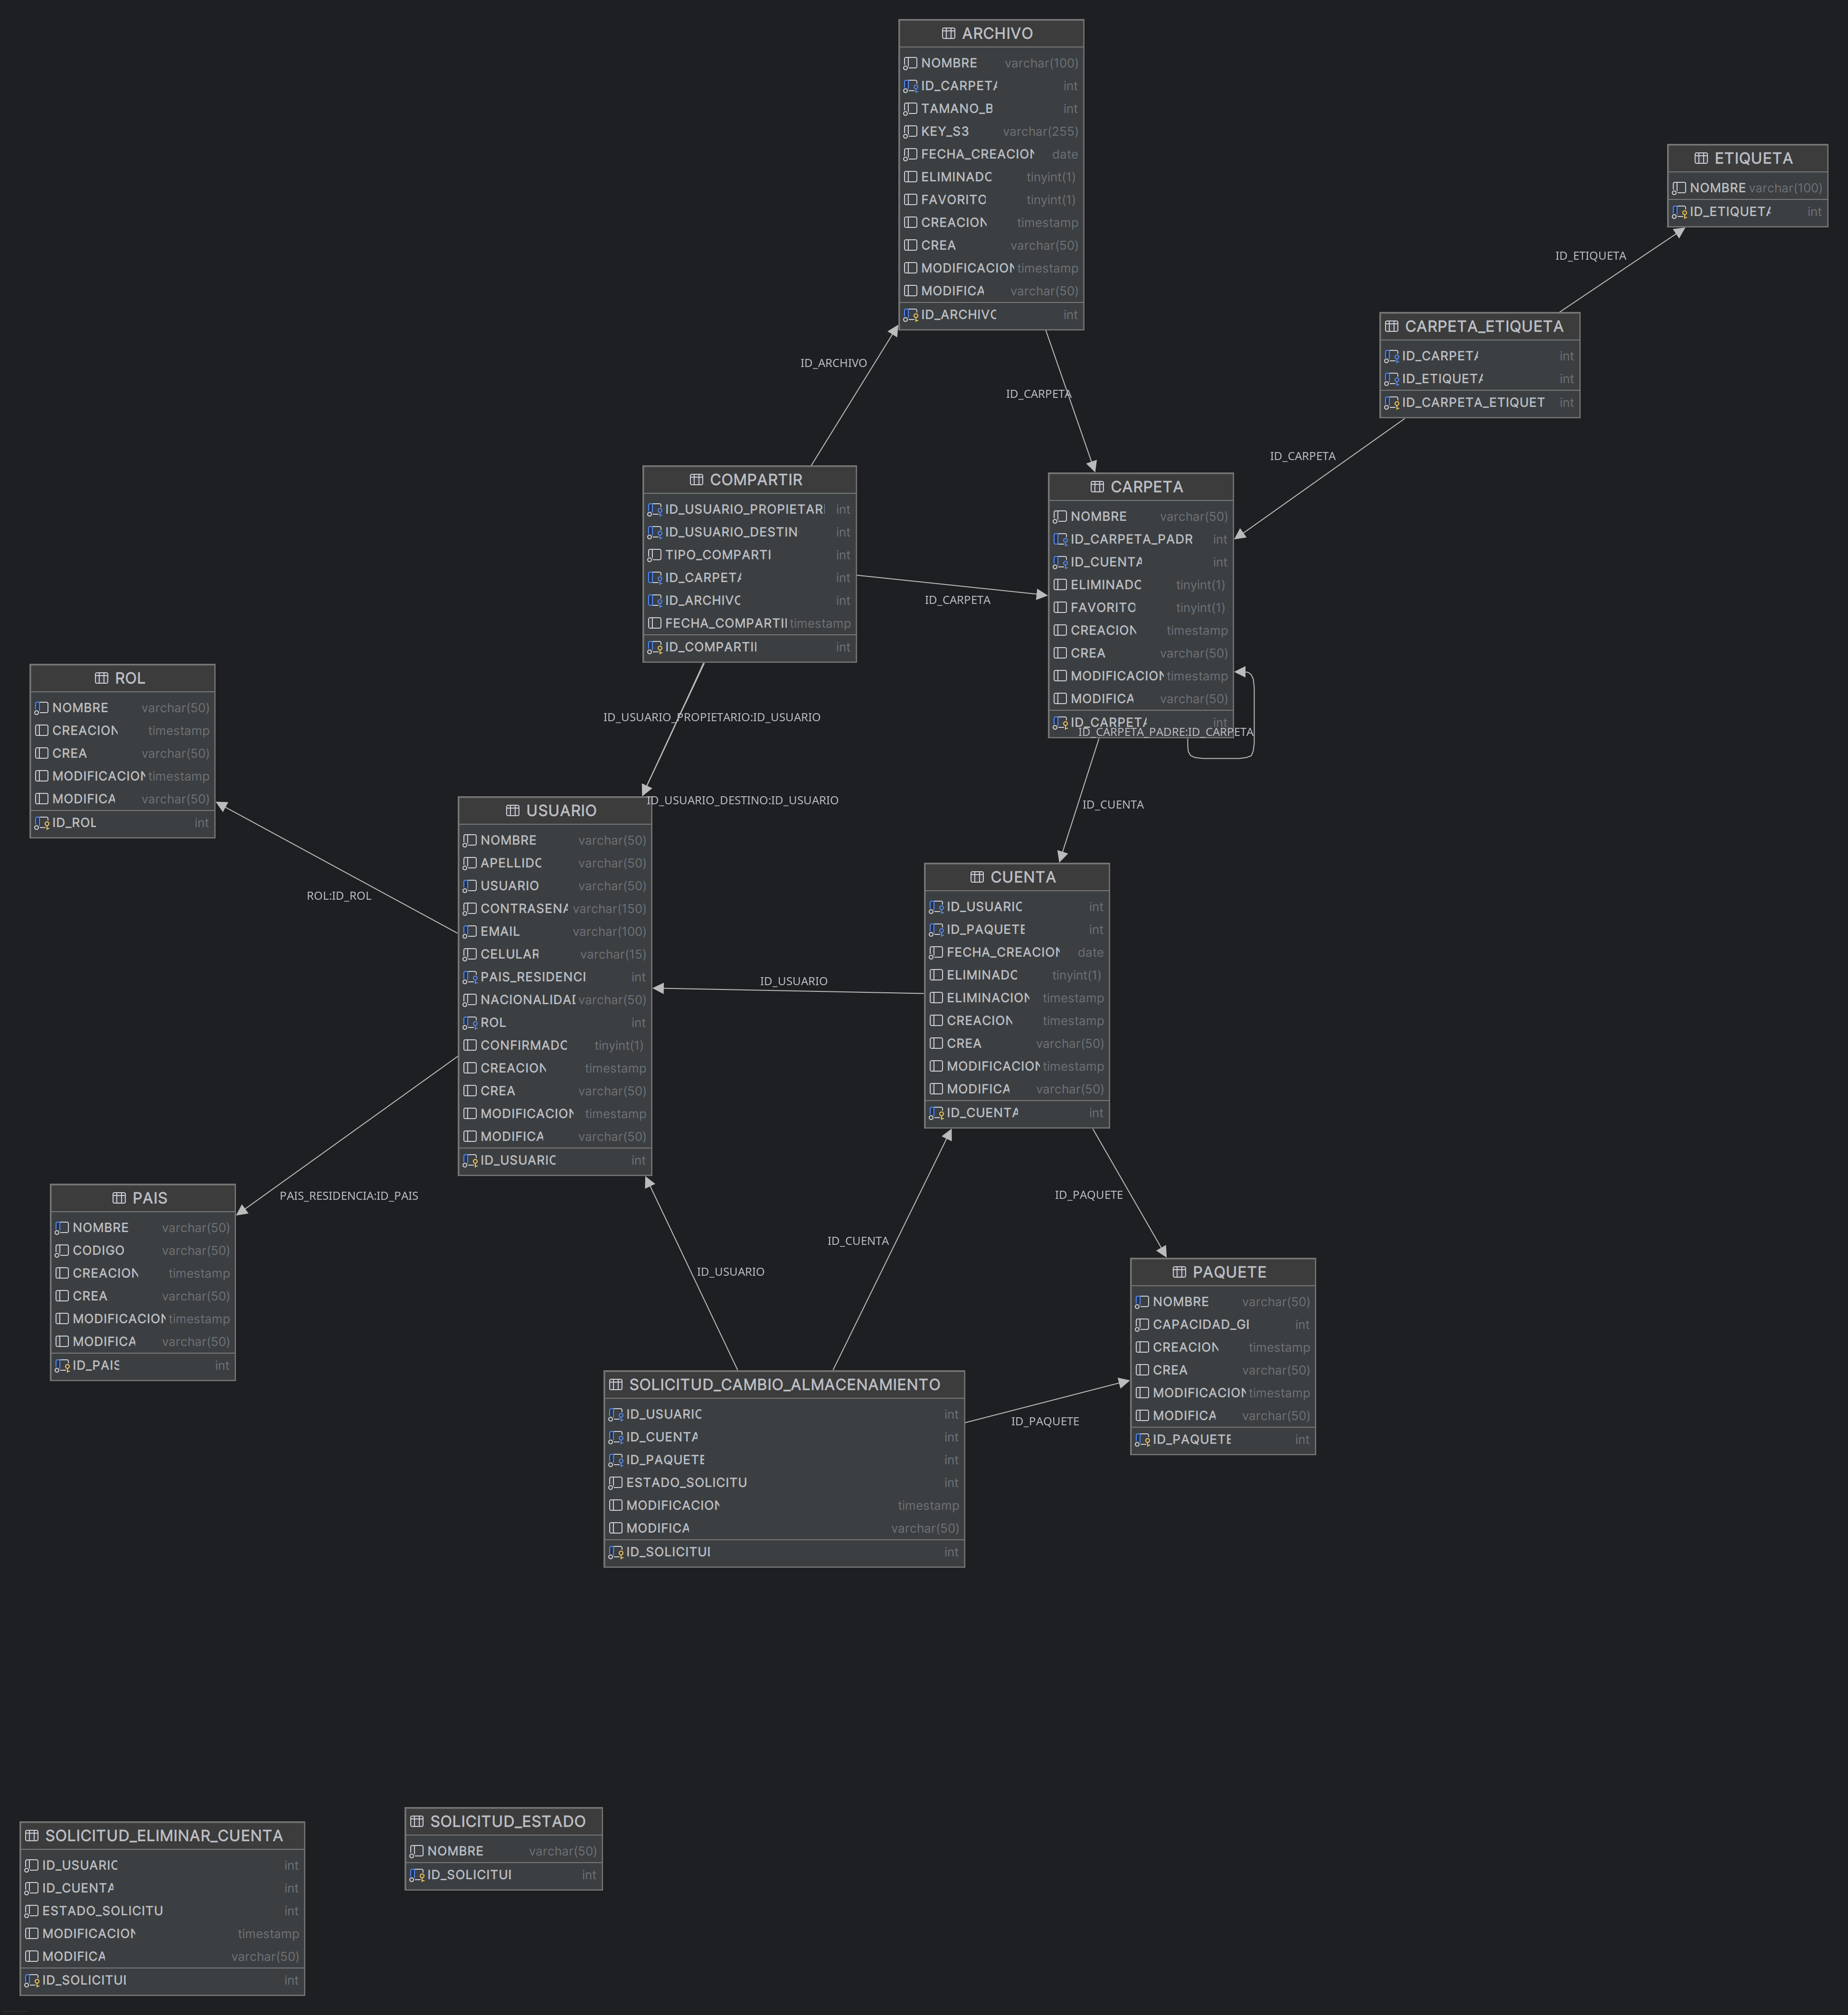 ARCHIVO
NOMBRE varchar(100)
ID_CARPETA int
TAMANO_B int
KEY_S3 varchar(255)
FECHA_CREACION date
ELIMINADO tinyint(1)
FAVORITO tinyint(1)
CREACION timestamp
CREA varchar(50)
MODIFICACION timestamp
MODIFICA varchar(50)
ID_ARCHIVO int
ETIQUETA
NOMBRE varchar(100)
ID_ETIQUETA int
ID_ETIQUETA
CARPETA_ETIQUETA
ID_CARPETA int
ID_ETIQUETA int
ID_CARPETA_ETIQUET int
ID_ARCHIVO
ID_CARPETA
ID_CARPETA
COMPARTIR
ID_USUARIO_PROPIETARI int
ID_USUARIO_DESTIN int
TIPO_COMPARTI int
ID_CARPETA int
ID_ARCHIVO int
FECHA_COMPARTII timestamp
ID_COMPARTII int
ID_CARPETA
CARPETA
NOMBRE varchar(50)
ID_CARPETA_PADR int
ID_CUENTA int
ELIMINADO tinyint(1)
FAVORITO tinyint(1)
CREACION timestamp
CREA varchar(50)
MODIFICACION timestamp
MODIFICA varchar(50)
ID_CARPETA int
ID_CARPETA_PADRE:ID_CARPETA
ROL
NOMBRE varchar(50)
CREACION timestamp
CREA varchar(50)
MODIFICACION timestamp
MODIFICA varchar(50)
ID_ROL int
ID_USUARIO_PROPIETARIO:ID_USUARIO
ID_USUARIO_DESTINO:ID_USUARIO
ID_CUENTA
ROL:ID_ROL
USUARIO
NOMBRE varchar(50)
APELLIDO varchar(50)
USUARIO varchar(50)
CONTRASENA varchar(150)
EMAIL varchar(100)
CELULAR varchar(15)
PAIS_RESIDENCI int
NACIONALIDAD varchar(50)
ROL int
CONFIRMADO tinyint(1)
CREACION timestamp
CREA varchar(50)
MODIFICACION timestamp
MODIFICA varchar(50)
ID_USUARIO int
ID_USUARIO
CUENTA
ID_USUARIO int
ID_PAQUETE int
FECHA_CREACION date
ELIMINADO tinyint(1)
ELIMINACION timestamp
CREACION timestamp
CREA varchar(50)
MODIFICACION timestamp
MODIFICA varchar(50)
ID_CUENTA int
PAIS_RESIDENCIA:ID_PAIS
PAIS
NOMBRE varchar(50)
CODIGO varchar(50)
CREACION timestamp
CREA varchar(50)
MODIFICACION timestamp
MODIFICA varchar(50)
ID_PAIS int
ID_PAQUETE
ID_CUENTA
ID_USUARIO
PAQUETE
NOMBRE varchar(50)
CAPACIDAD_GI int
CREACION timestamp
CREA varchar(50)
MODIFICACION timestamp
MODIFICA varchar(50)
ID_PAQUETE int
SOLICITUD_CAMBIO_ALMACENAMIENTO
ID_USUARIO int
ID_CUENTA int
ID_PAQUETE int
ESTADO_SOLICITU int
MODIFICACION timestamp
MODIFICA varchar(50)
ID_SOLICITUI int
ID_PAQUETE
SOLICITUD_ELIMINAR_CUENTA
ID_USUARIO int
ID_CUENTA int
ESTADO_SOLICITU int
MODIFICACION timestamp
MODIFICA varchar(50)
ID_SOLICITUI int
SOLICITUD_ESTADO
NOMBRE varchar(50)
ID_SOLICITUI int